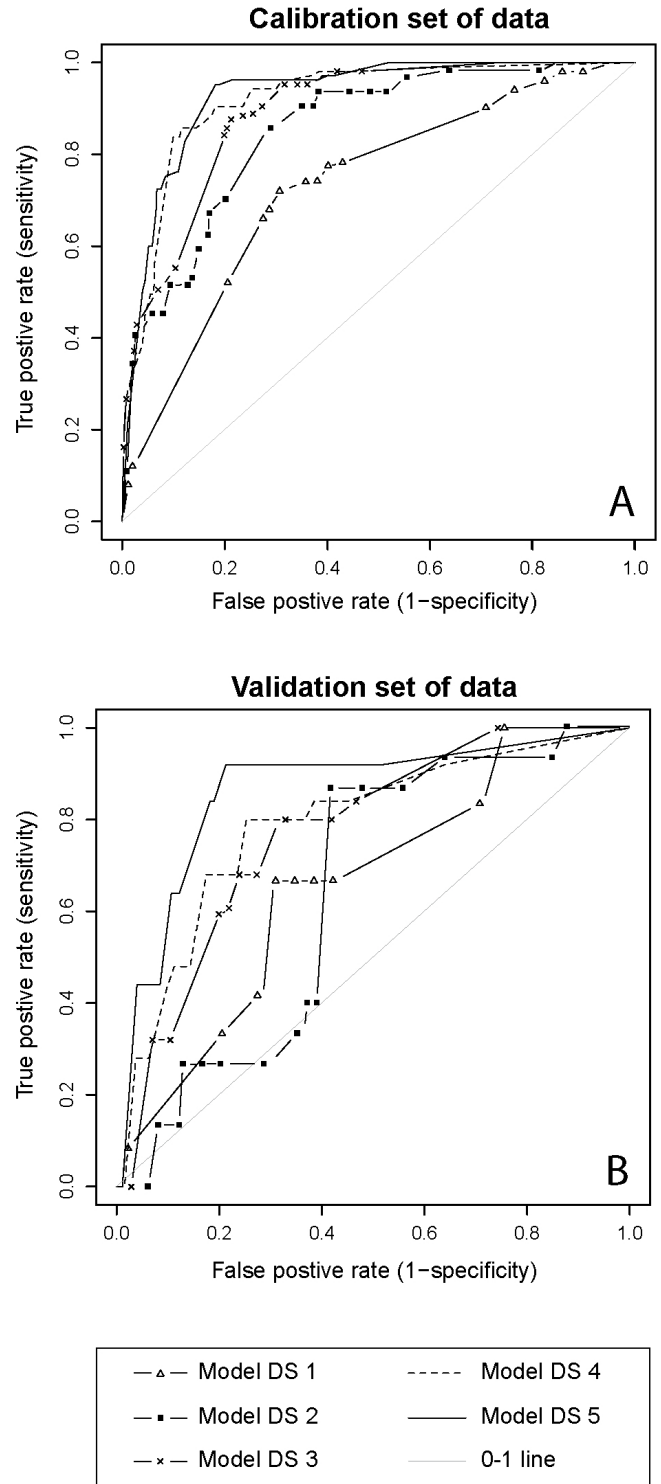 Calibration set of data
True postive rate (sensitivity)
1.0
0.8
0.6
0.4
0.2
0.0
A
0.0 0.2 0.4 0.6 0.8 1.0
False postive rate (1−specificity)
Validation set of data
True postive rate (sensitivity)
1.0
0.8
0.6
0.4
0.2
0.0
B
0.0 0.2 0.4 0.6 0.8 1.0
False postive rate (1−specificity)
Model DS 1
Model DS 2
Model DS 3
Model DS 4
Model DS 5
0-1 line